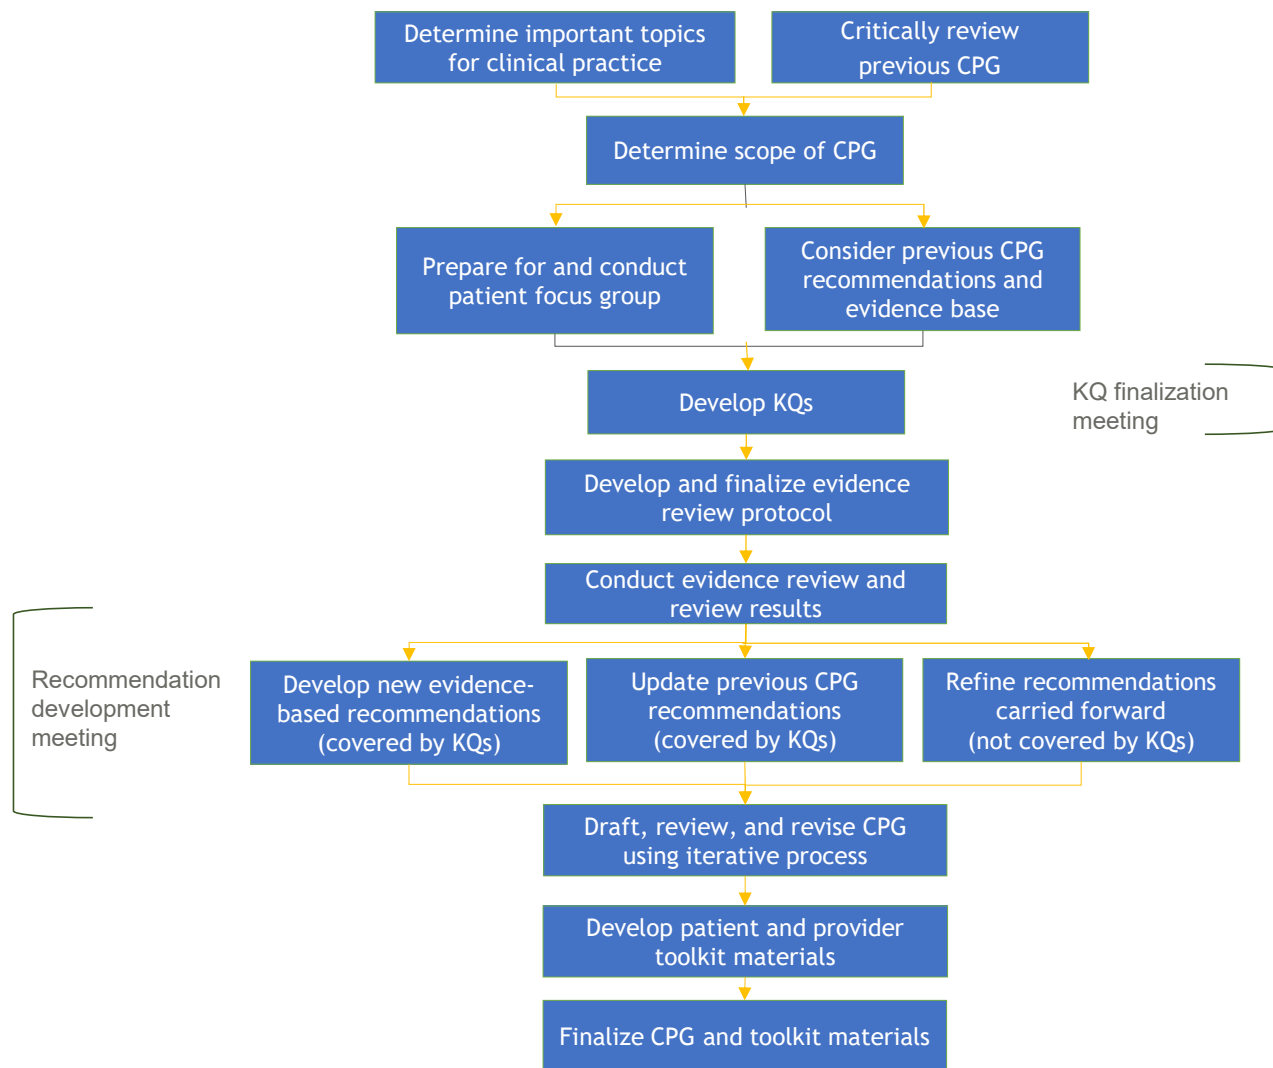 Determine important topics
for clinical practice
Critically review
previous CPG
Determine scope of CPG
Prepare for and conduct
patient focus group
Consider previous CPG
recommendations and
evidence base
Develop KQs
KQ finalization
meeting
Develop and finalize evidence
review protocol
Conduct evidence review and
review results
Recommendation
development
meeting
Develop new evidence-
based recommendations
(covered by KQs)
Update previous CPG
recommendations
(covered by KQs)
Refine recommendations
carried forward
(not covered by KQs)
Draft, review, and revise CPG
using iterative process
Develop patient and provider
toolkit materials
Finalize CPG and toolkit materials